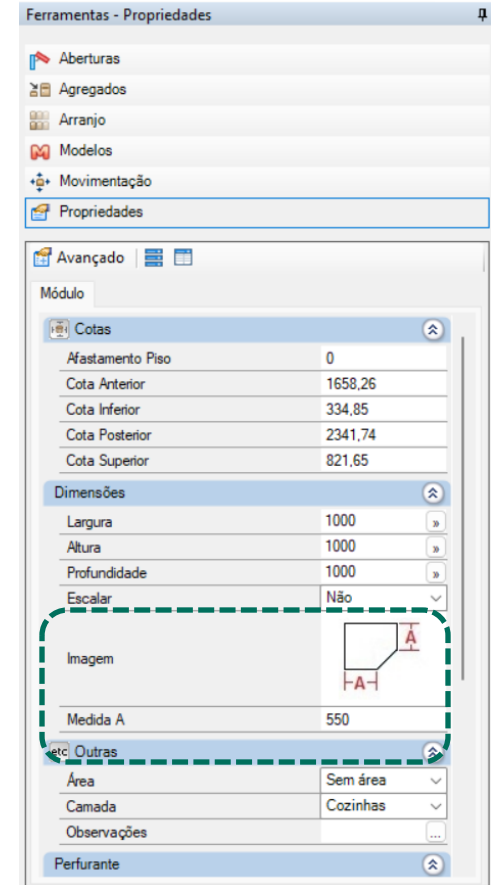 Ferramentas - Propriedades
Aberturas
Agregados
Arranjo
Modelos
Movimentação
Propriedades
Avançado
Módulo
Cotas
Afastamento Piso 0
Cota Anterior 1658,26
Cota Inferior 334,85
Cota Posterior 2341,74
Cota Superior 821,65
Dimensões
Largura 1000 »
Altura 1000 »
Profundidade 1000 »
Escalar Não
A
Imagem
A
Medida A 550
etc Outras
Área Sem área
Camada Cozinhas
Observações ...
Perfurante